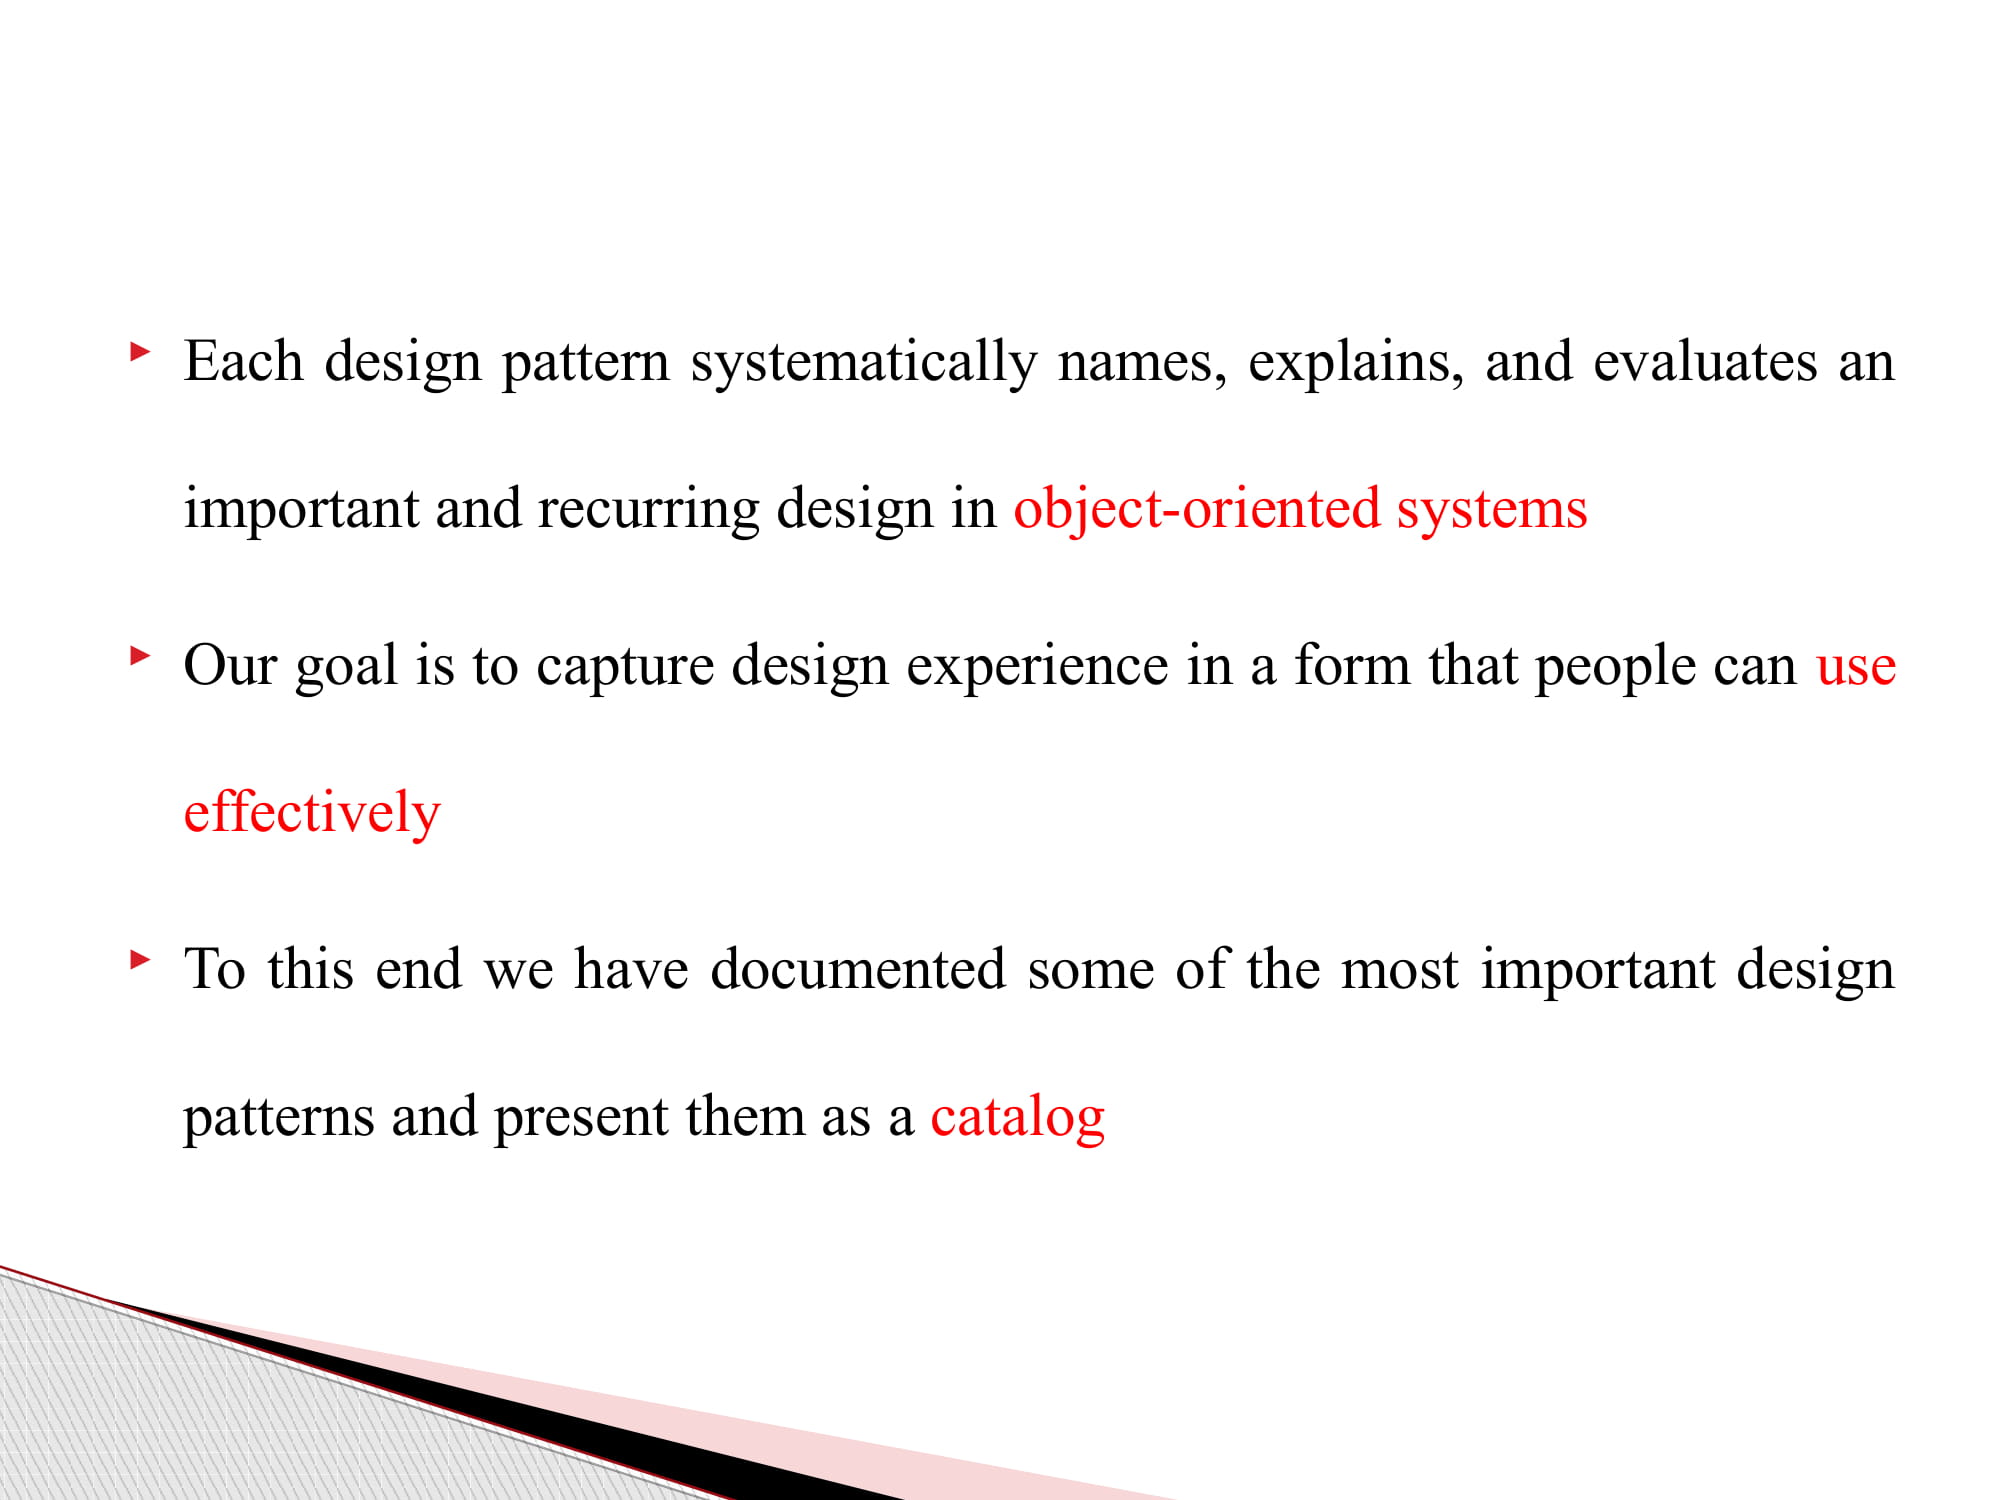 Each design pattern systematically names, explains, and evaluates an
important and recurring design in object-oriented systems
Our goal is to capture design experience in a form that people can use
effectively
To this end we have documented some of the most important design
patterns and present them as a catalog